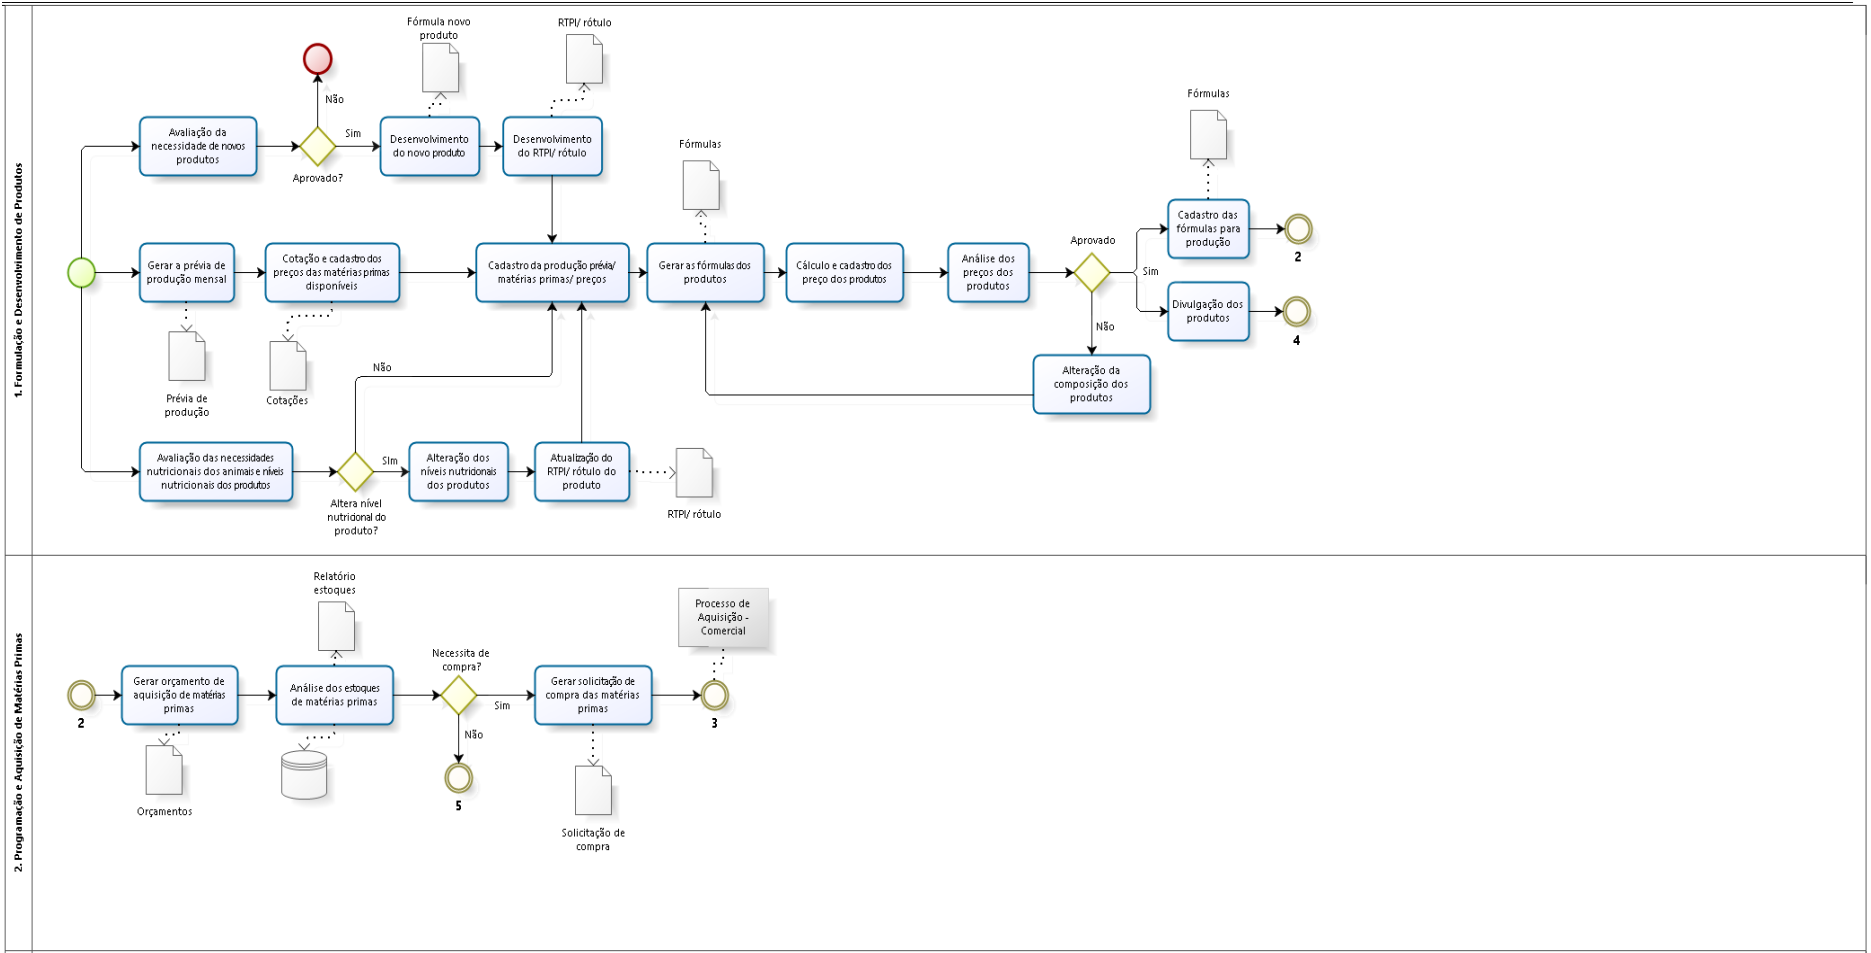 1. Formulação e Desenvolvimento de Produtos
Fórmula novo
produto
RTPI/ rótulo
Não
Avaliação da
necessidade de novos
produtos
Sim
Aprovado?
Desenvolvimento
do novo produto
Desenvolvimento
do RTPI/ rótulo
Fórmulas
Fórmulas
Gerar a prévia de
produção mensal
Cotação e cadastro dos
preços das matérias primas
disponíveis
Cadastro da produção prévia/
matérias primas/ preços
Gerar as fórmulas dos
produtos
Cálculo e cadastro do
preço dos produtos
Análise dos
preços dos
produtos
Aprovado
Sim
Cadastro das
fórmulas para
produção
2
Divulgação dos
produtos
4
Não
Alteração da
composição dos
produtos
Prévia de
produção
Cotações
Não
Avaliação das necessidades
nutricionais dos animais e níveis
nutricionais dos produtos
SIm
Altera nível
nutricional do
produto?
Alteração dos
níveis nutricionais
dos produtos
Atualização do
RTPI/ rótulo do
produto
RTPI/ rótulo
2. Programação e Aquisição de Matérias Primas
Relatório
estoques
Processo de
Aquisição -
Comercial
2
Gerar orçamento de
aquisição de matérias
primas
Análise dos estoques
de matérias primas
Necessita de
compra?
Sim
Gerar solicitação de
compra das matérias
primas
3
Não
5
Orçamentos
Solicitação de
compra